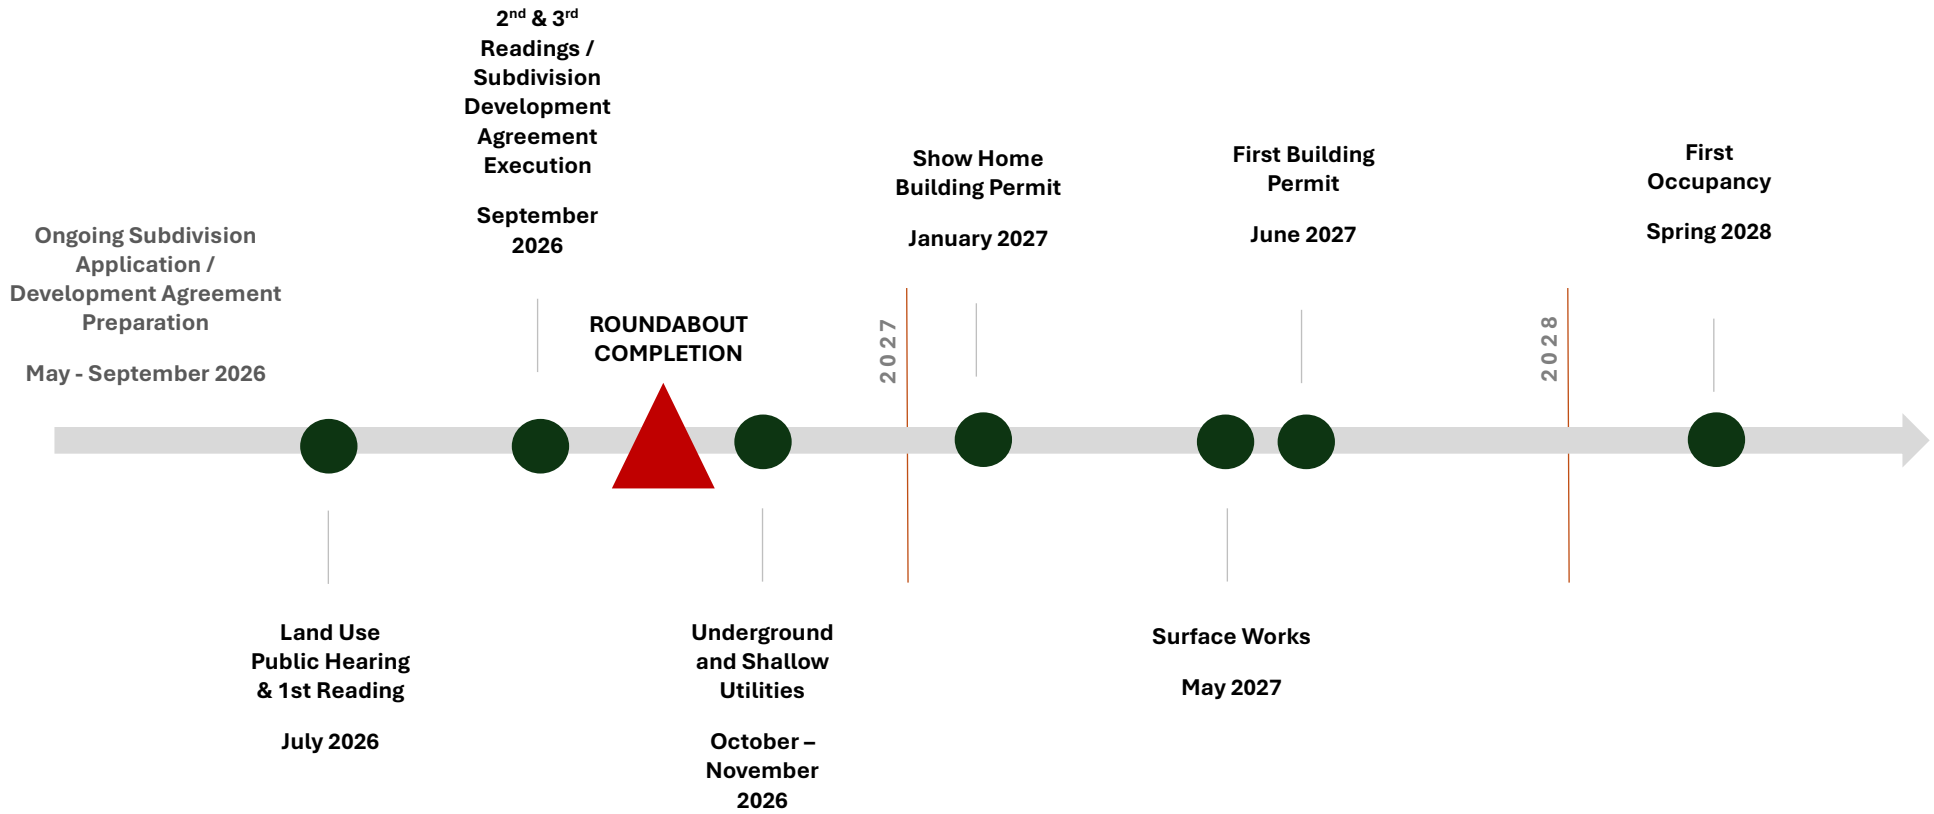 Ongoing Subdivision
Application /
Development Agreement
Preparation
May - September 2026
Land Use
Public Hearing
& 1st Reading
July 2026
2nd & 3rd
Readings /
Subdivision
Development
Agreement
Execution
September
2026
ROUNDABOUT
COMPLETION
Underground
and Shallow
Utilities
October –
November
2026
2027
Show Home
Building Permit
January 2027
Surface Works
May 2027
First Building
Permit
June 2027
2028
First
Occupancy
Spring 2028